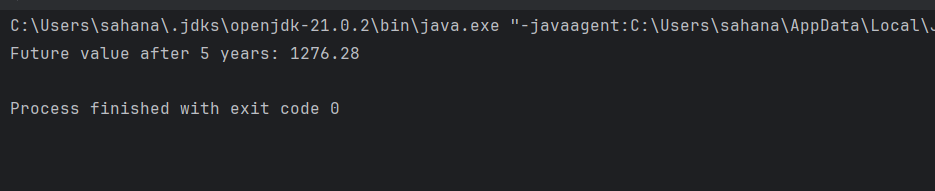 C:\Users\sahana\.jdks\openjdk-21.0.2\bin\java.exe "-javaagent:C:\Users\sahana\AppData\Local\J
Future value after 5 years: 1276.28
Process finished with exit code 0